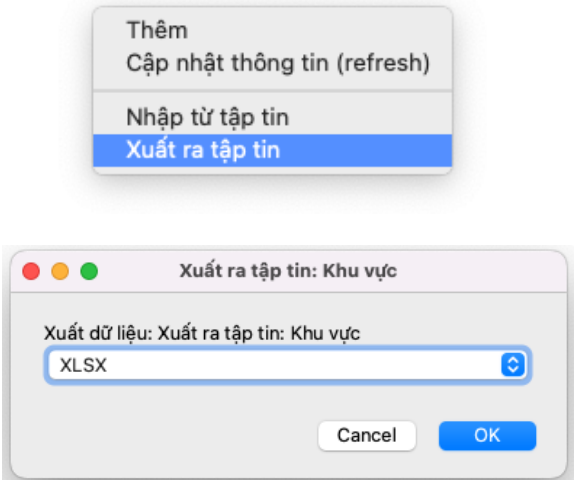 Thêm
Cập nhật thông tin (refresh)
Nhập từ tập tin
Xuất ra tập tin
Xuất ra tập tin: Khu vực
Xuất dữ liệu: Xuất ra tập tin: Khu vực
XLSX
Cancel OK